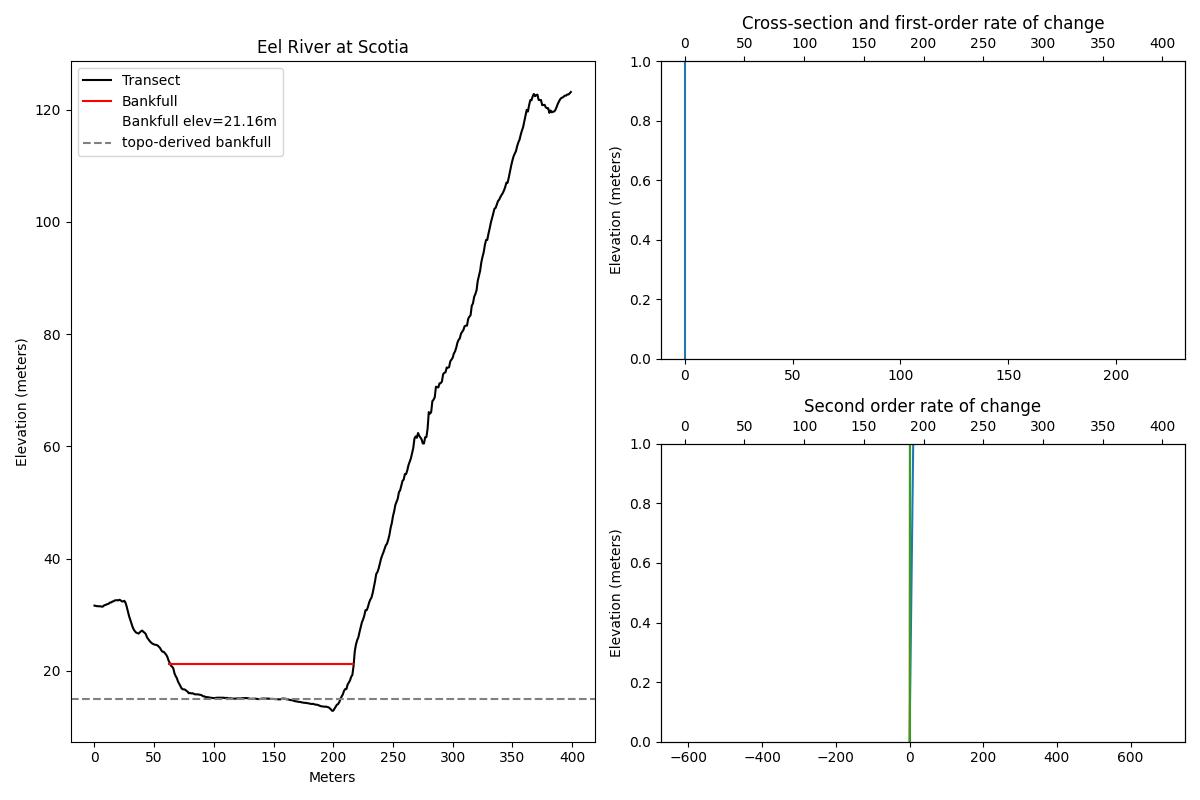 Eel River at Scotia
Transect
Bankfull
Bankfull elev=21.16m
topo-derived bankfull
Elevation (meters)
120
100
80
60
40
20
0 50 100 150 200 250 300 350 400
Meters
Cross-section and first-order rate of change
0 50 100 150 200 250 300 350 400
Elevation (meters)
1.0
0.8
0.6
0.4
0.2
0.0
0 50 100 150 200
Second order rate of change
0 50 100 150 200 250 300 350 400
Elevation (meters)
1.0
0.8
0.6
0.4
0.2
0.0
−600 −400 −200 0 200 400 600